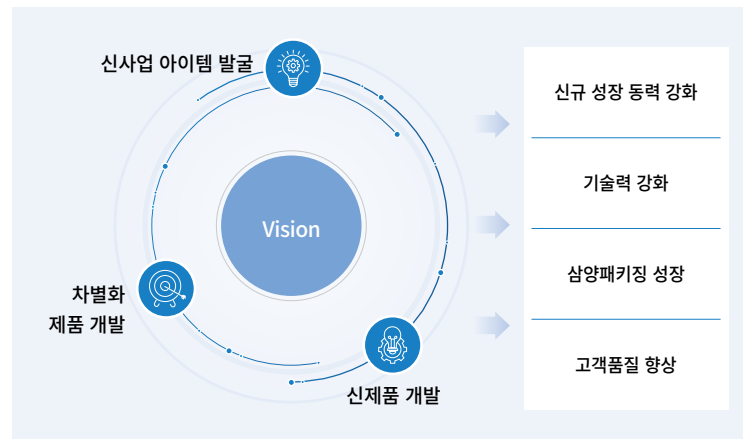 신사업 아이템 발굴
Vision
차별화
제품 개발
신제품 개발
신규 성장 동력 강화
기술력 강화
삼양패키징 성장
고객품질 향상